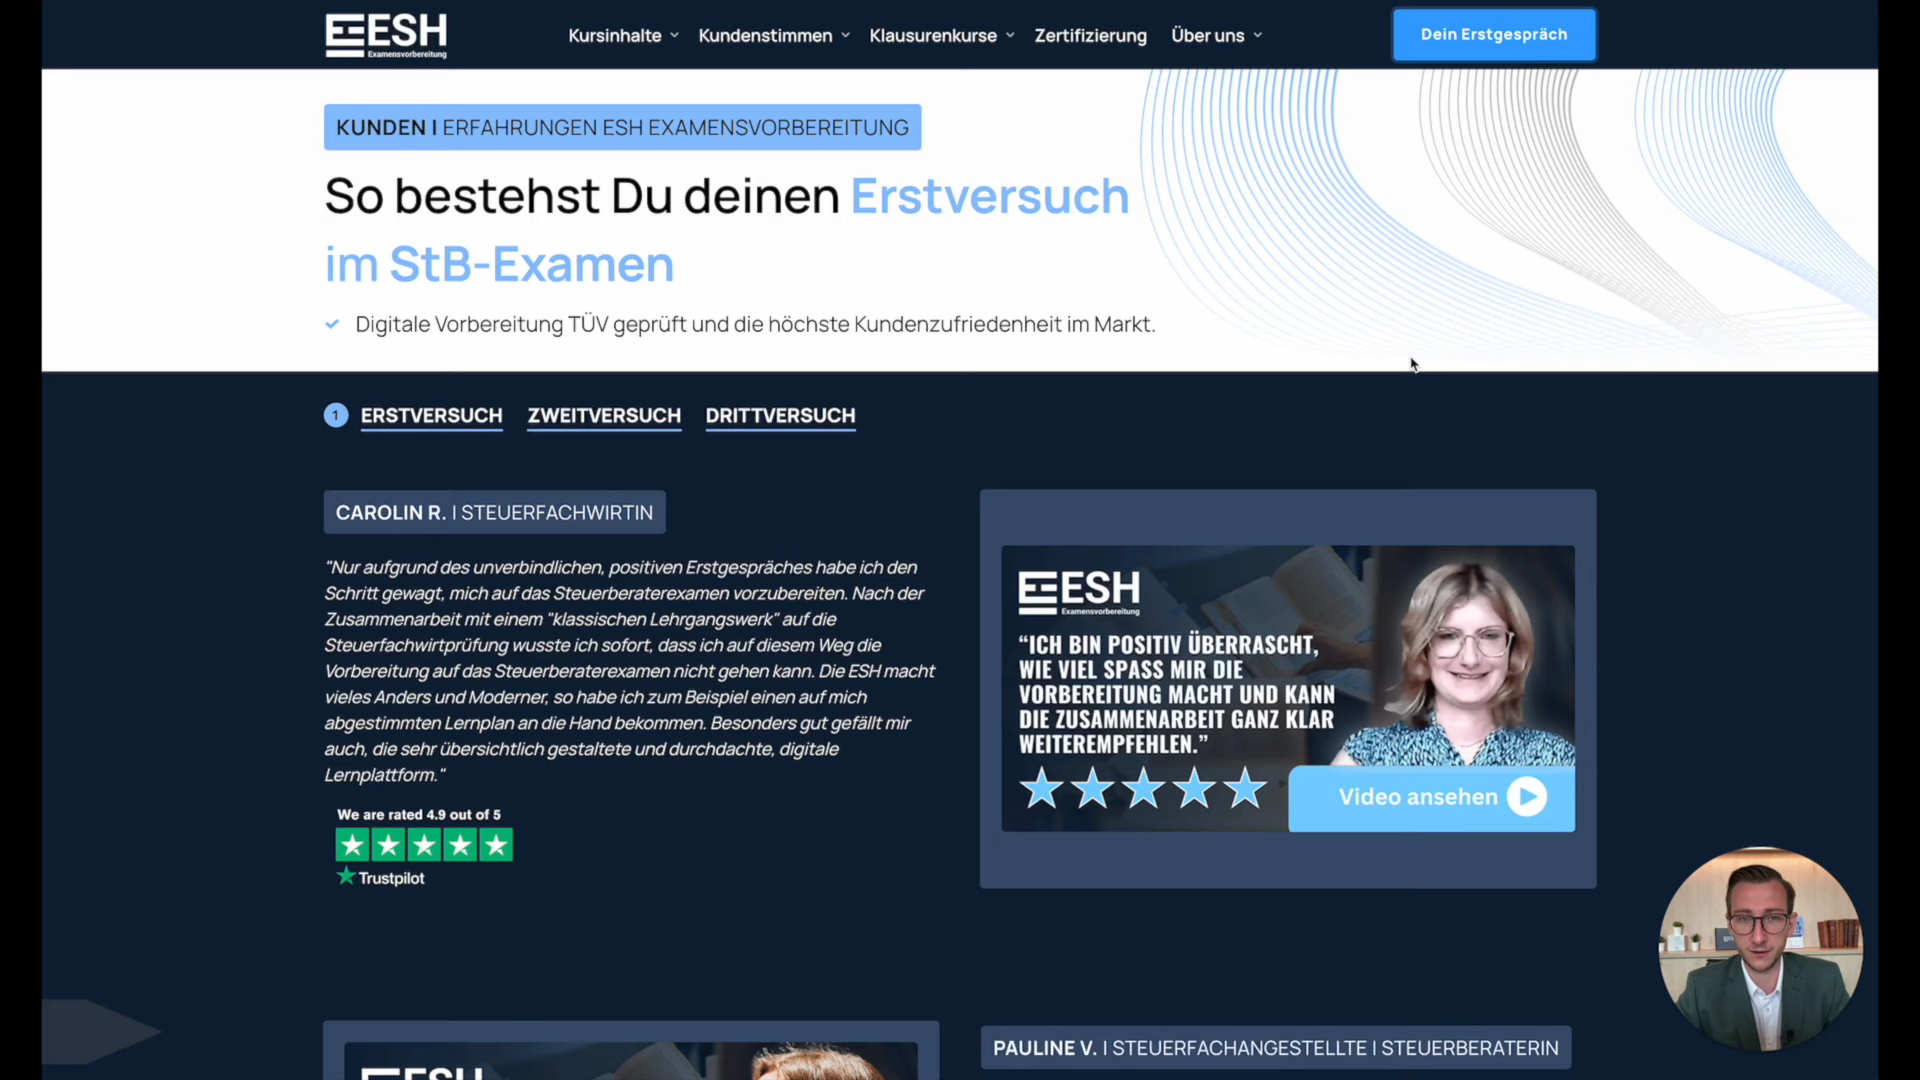 ESH
Examensvorbereitung
Kursinhalte
Kundenstimmen
Klausurenkurse
Zertifizierung
Über uns
Dein Erstgespräch
KUNDEN | ERFAHRUNGEN ESH EXAMENSVORBEREITUNG
So bestehst Du deinen Erstversuch
im StB-Examen
Digitale Vorbereitung TÜV geprüft und die höchste Kundenzufriedenheit im Markt.
1 ERSTVERSUCH ZWEITVERSUCH DRITTVERSUCH
CAROLIN R. | STEUERFACHWIRTIN
"Nur aufgrund des unverbindlichen, positiven Erstgespräches habe ich den
Schritt gewagt, mich auf das Steuerberaterexamen vorzubereiten. Nach der
Zusammenarbeit mit einem "klassischen Lehrgangswerk" auf die
Steuerfachwirtprüfung wusste ich sofort, dass ich auf diesem Weg die
Vorbereitung auf das Steuerberaterexamen nicht gehen kann. Die ESH macht
vieles Anders und Moderner, so habe ich zum Beispiel einen auf mich
abgestimmten Lernplan an die Hand bekommen. Besonders gut gefällt mir
auch, die sehr übersichtlich gestaltete und durchdachte, digitale
Lernplattform."
We are rated 4.9 out of 5
Trustpilot
ESH
Examensvorbereitung
“ICH BIN POSITIV ÜBERRASCHT,
WIE VIEL SPASS MIR DIE
VORBEREITUNG MACHT UND KANN
DIE ZUSAMMENARBEIT GANZ KLAR
WEITEREMPFEHLEN.”
Video ansehen
ESH
PAULINE V. | STEUERFACHANGESTELLTE | STEUERBERATERIN